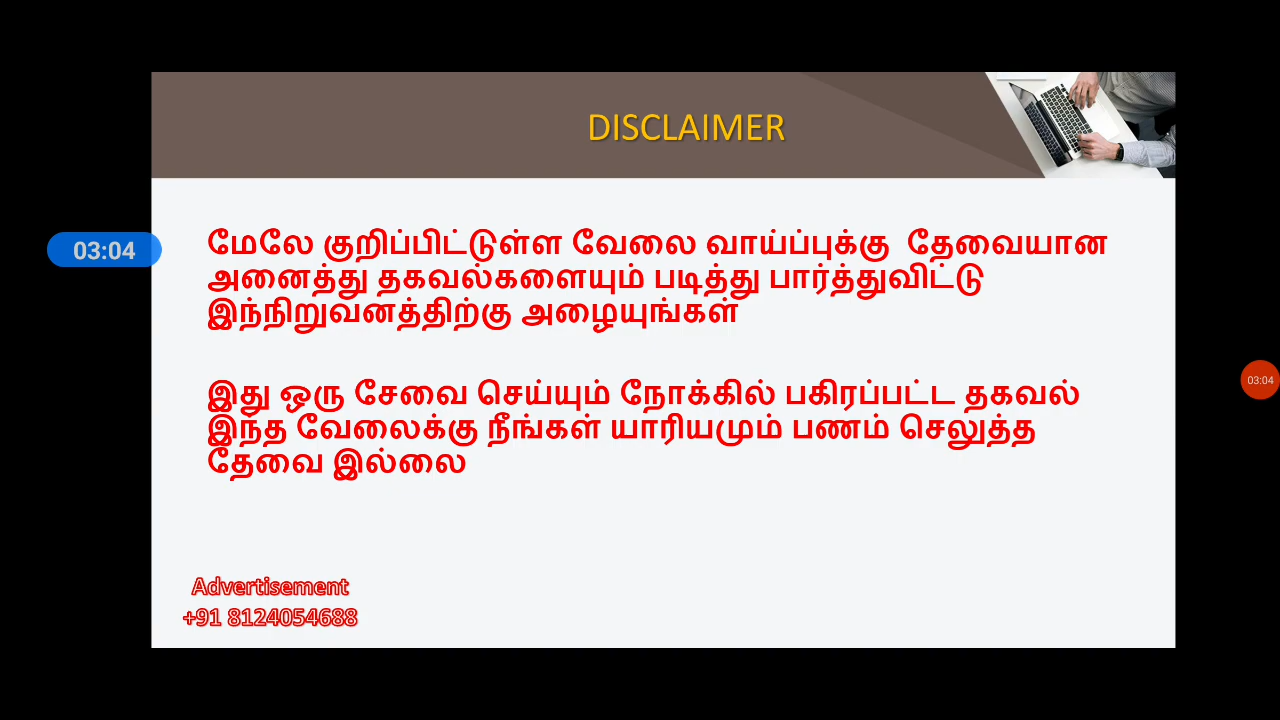 DISCLAIMER
மேலே குறிப்பிட்டுள்ள வேலை வாய்ப்புக்கு தேவையான
அனைத்து தகவல்களையும் படித்து பார்த்துவிட்டு
இந்நிறுவனத்திற்கு அழையுங்கள்
இது ஒரு சேவை செய்யும் நோக்கில் பகிரப்பட்ட தகவல்
இந்த வேலைக்கு நீங்கள் யாரியமும் பணம் செலுத்த
தேவை இல்லை
03:04
03:04
Advertisement
+91 8124054688